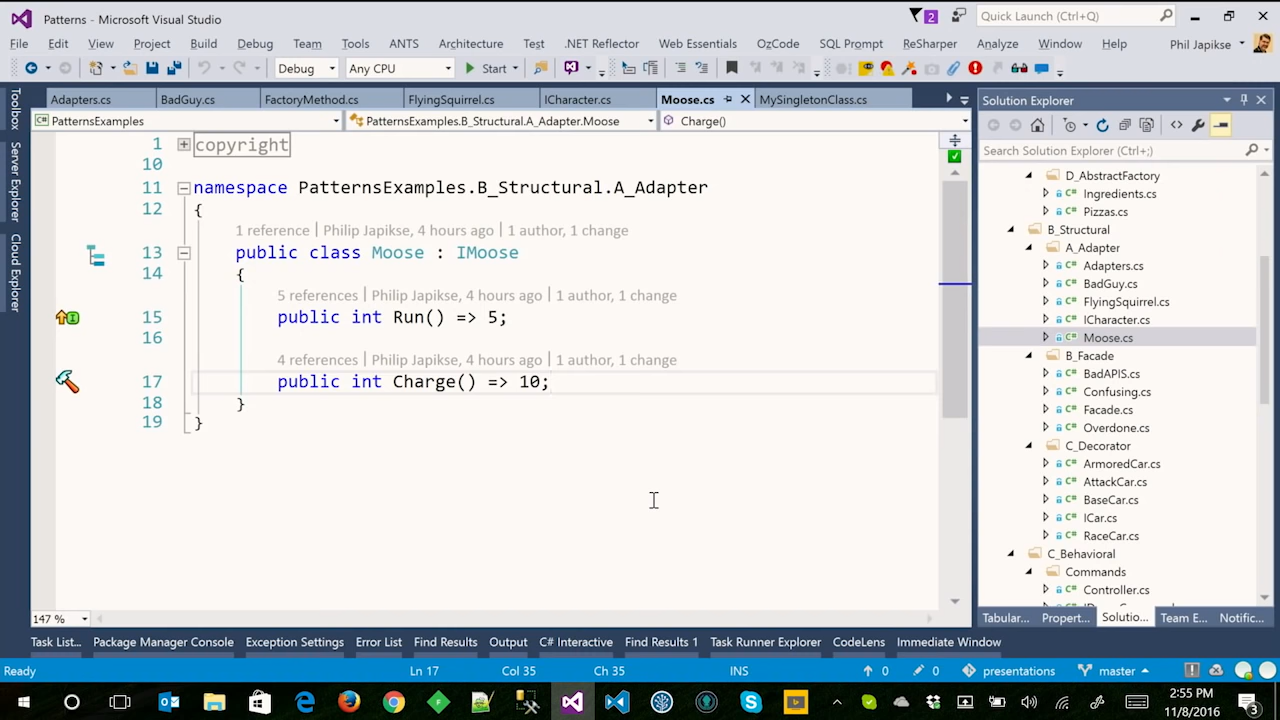 Patterns - Microsoft Visual Studio
2
Quick Launch (Ctrl+Q)
File Edit View Project Build Debug Team Tools ANTS Architecture Test .NET Reflector Web Essentials OzCode SQL Prompt ReSharper Analyze Window Help Phil Japikse
Debug Any CPU Start
Toolbox
Server Explorer
Cloud Explorer
Adapters.cs BadGuy.cs FactoryMethod.cs FlyingSquirrel.cs ICharacter.cs Moose.cs MySingletonClass.cs
PatternsExamples PatternsExamples.B_Structural.A_Adapter.Moose Charge()
1 copyright
10
11 namespace PatternsExamples.B_Structural.A_Adapter
12 {
1 reference | Philip Japikse, 4 hours ago | 1 author, 1 change
13 public class Moose : IMoose
14 {
5 references | Philip Japikse, 4 hours ago | 1 author, 1 change
15 public int Run() => 5;
16
4 references | Philip Japikse, 4 hours ago | 1 author, 1 change
17 public int Charge() => 10;
18 }
19 }
147 %
Solution Explorer
Search Solution Explorer (Ctrl+;)
D_AbstractFactory
C# Ingredients.cs
C# Pizzas.cs
B_Structural
A_Adapter
C# Adapters.cs
C# BadGuy.cs
C# FlyingSquirrel.cs
C# ICharacter.cs
C# Moose.cs
B_Facade
C# BadAPIS.cs
C# Confusing.cs
C# Facade.cs
C# Overdone.cs
C_Decorator
C# ArmoredCar.cs
C# AttackCar.cs
C# BaseCar.cs
C# ICar.cs
C# RaceCar.cs
C_Behavioral
Commands
C# Controller.cs
Tabular... Propert... Solutio... Team E... Notific...
Task List... Package Manager Console Exception Settings Error List Find Results Output C# Interactive Find Results 1 Task Runner Explorer CodeLens Immediate Window
Ready Ln 17 Col 35 Ch 35 INS 0 0 presentations master
2:55 PM
11/8/2016
3